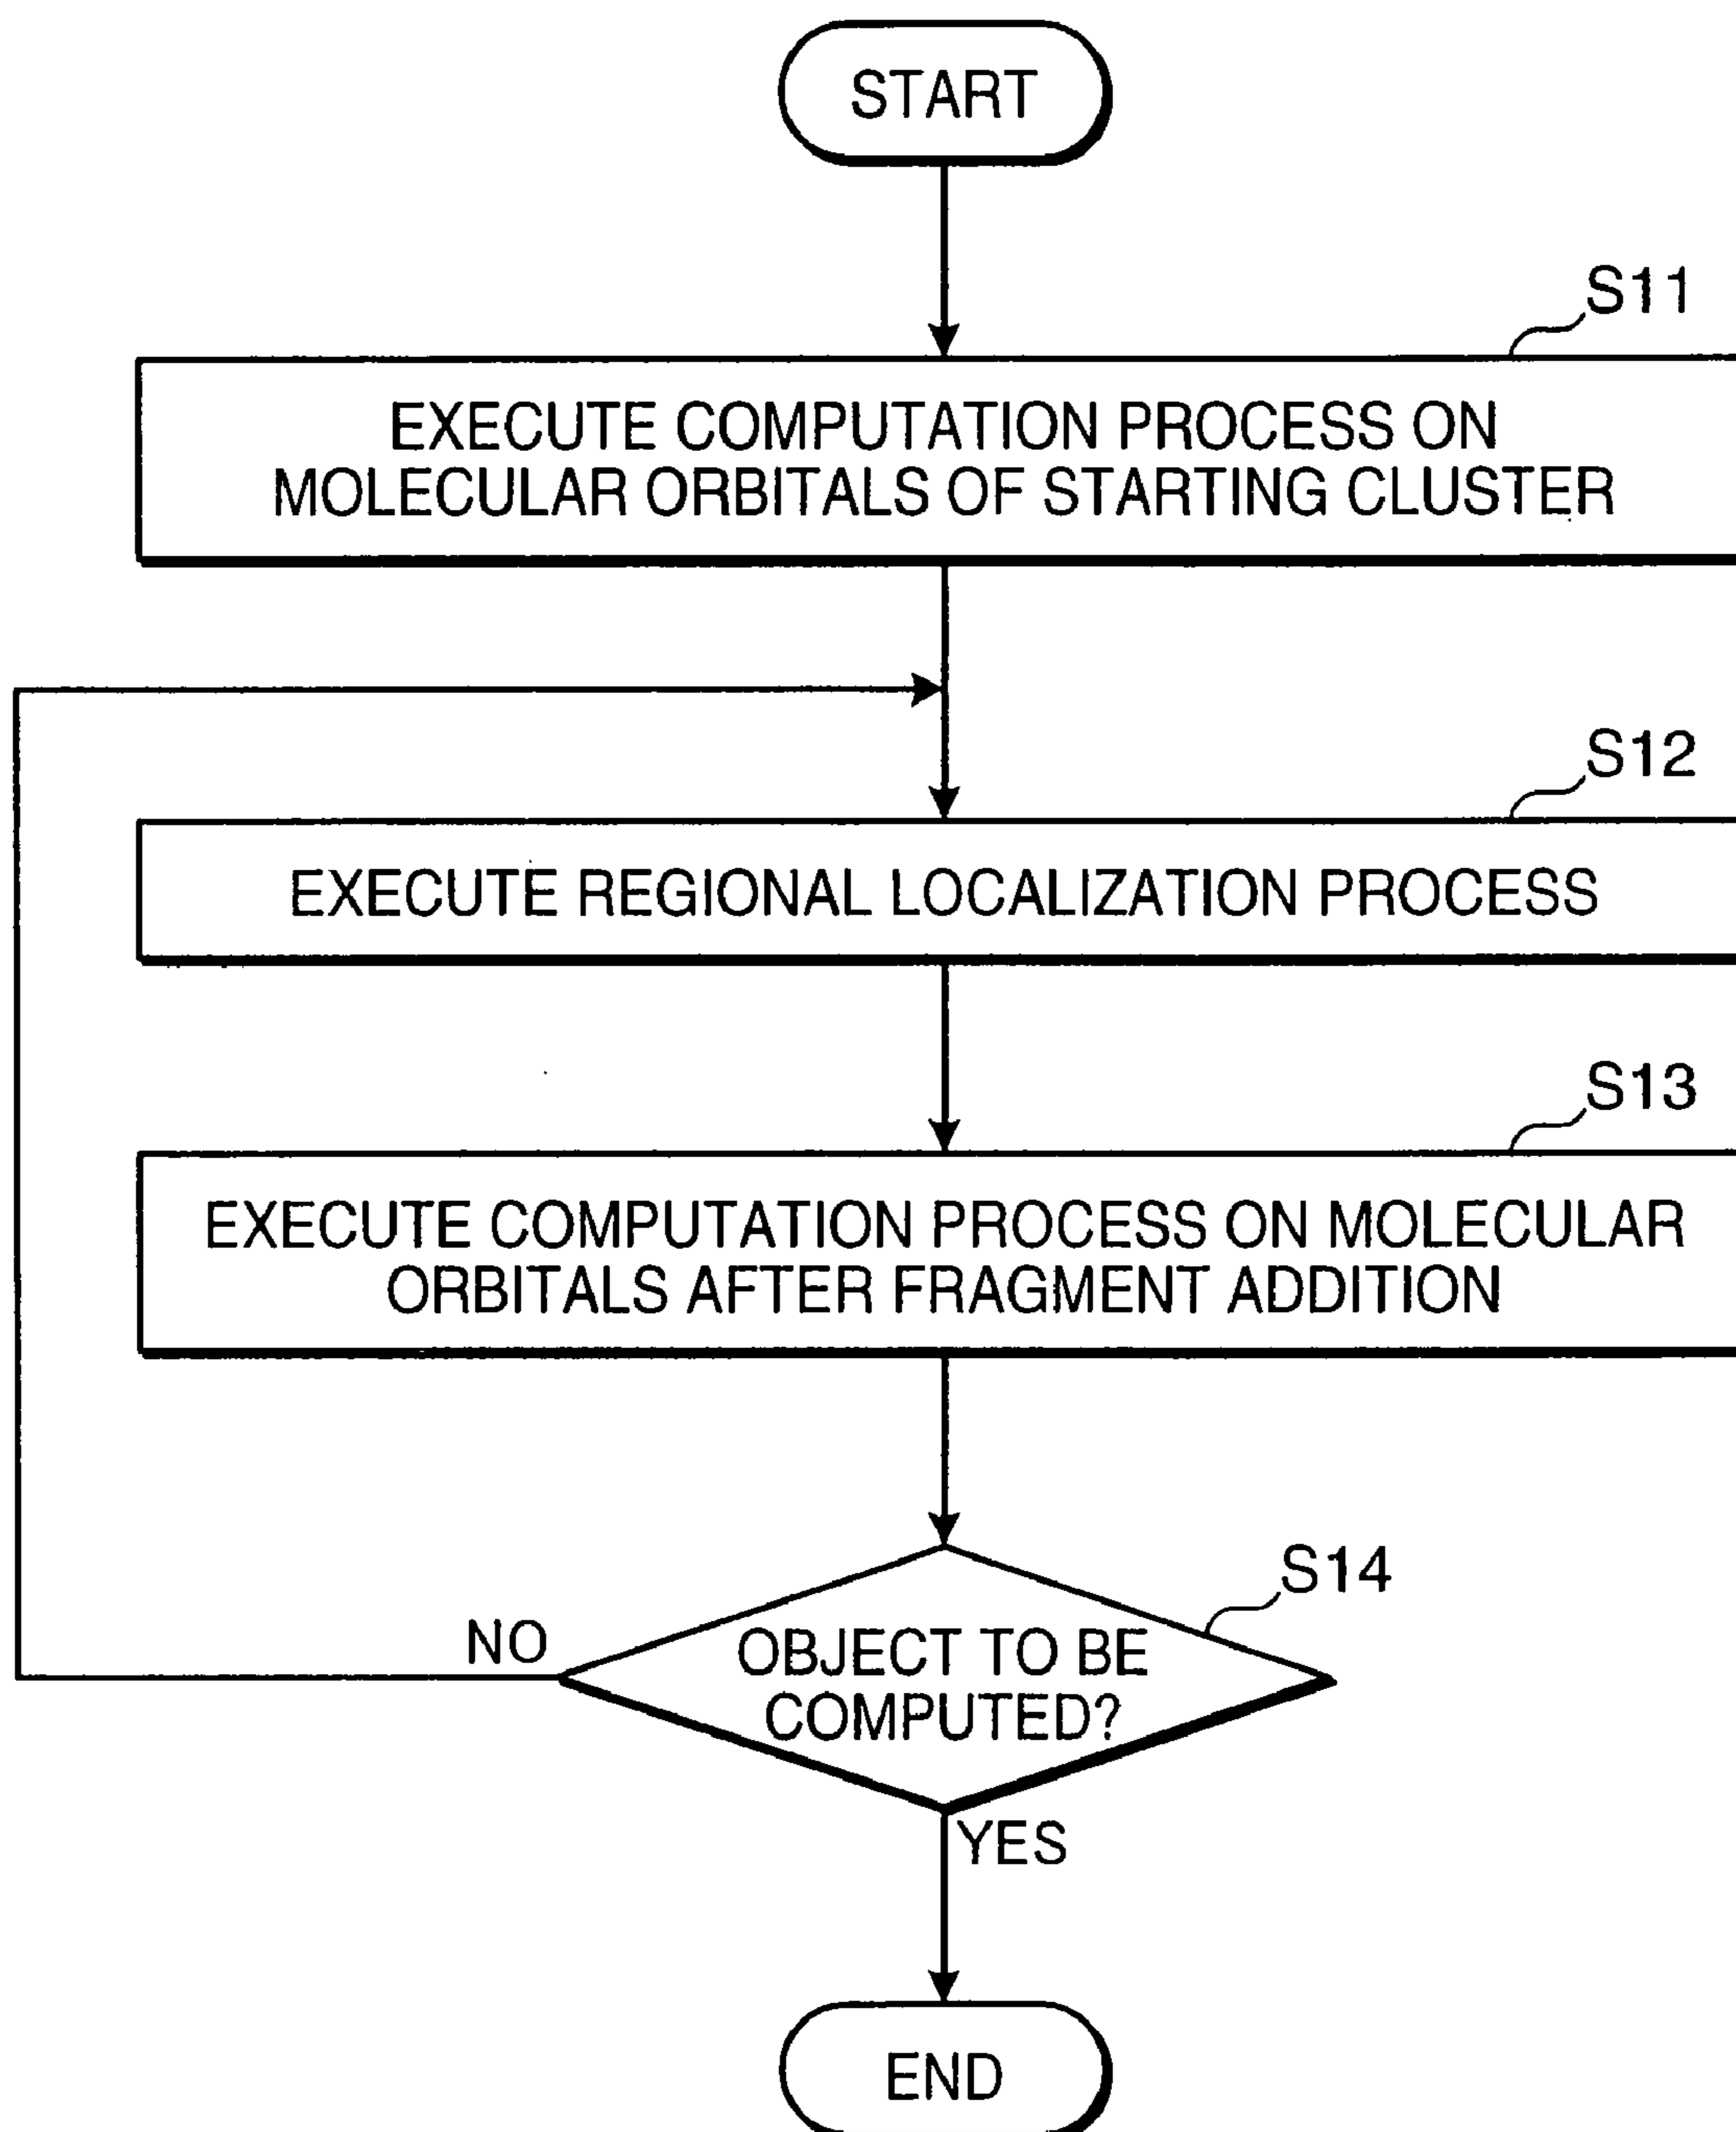 START
S11
EXECUTE COMPUTATION PROCESS ON
MOLECULAR ORBITALS OF STARTING CLUSTER
S12
EXECUTE REGIONAL LOCALIZATION PROCESS
S13
EXECUTE COMPUTATION PROCESS ON MOLECULAR
ORBITALS AFTER FRAGMENT ADDITION
S14
NO
OBJECT TO BE
COMPUTED?
YES
END